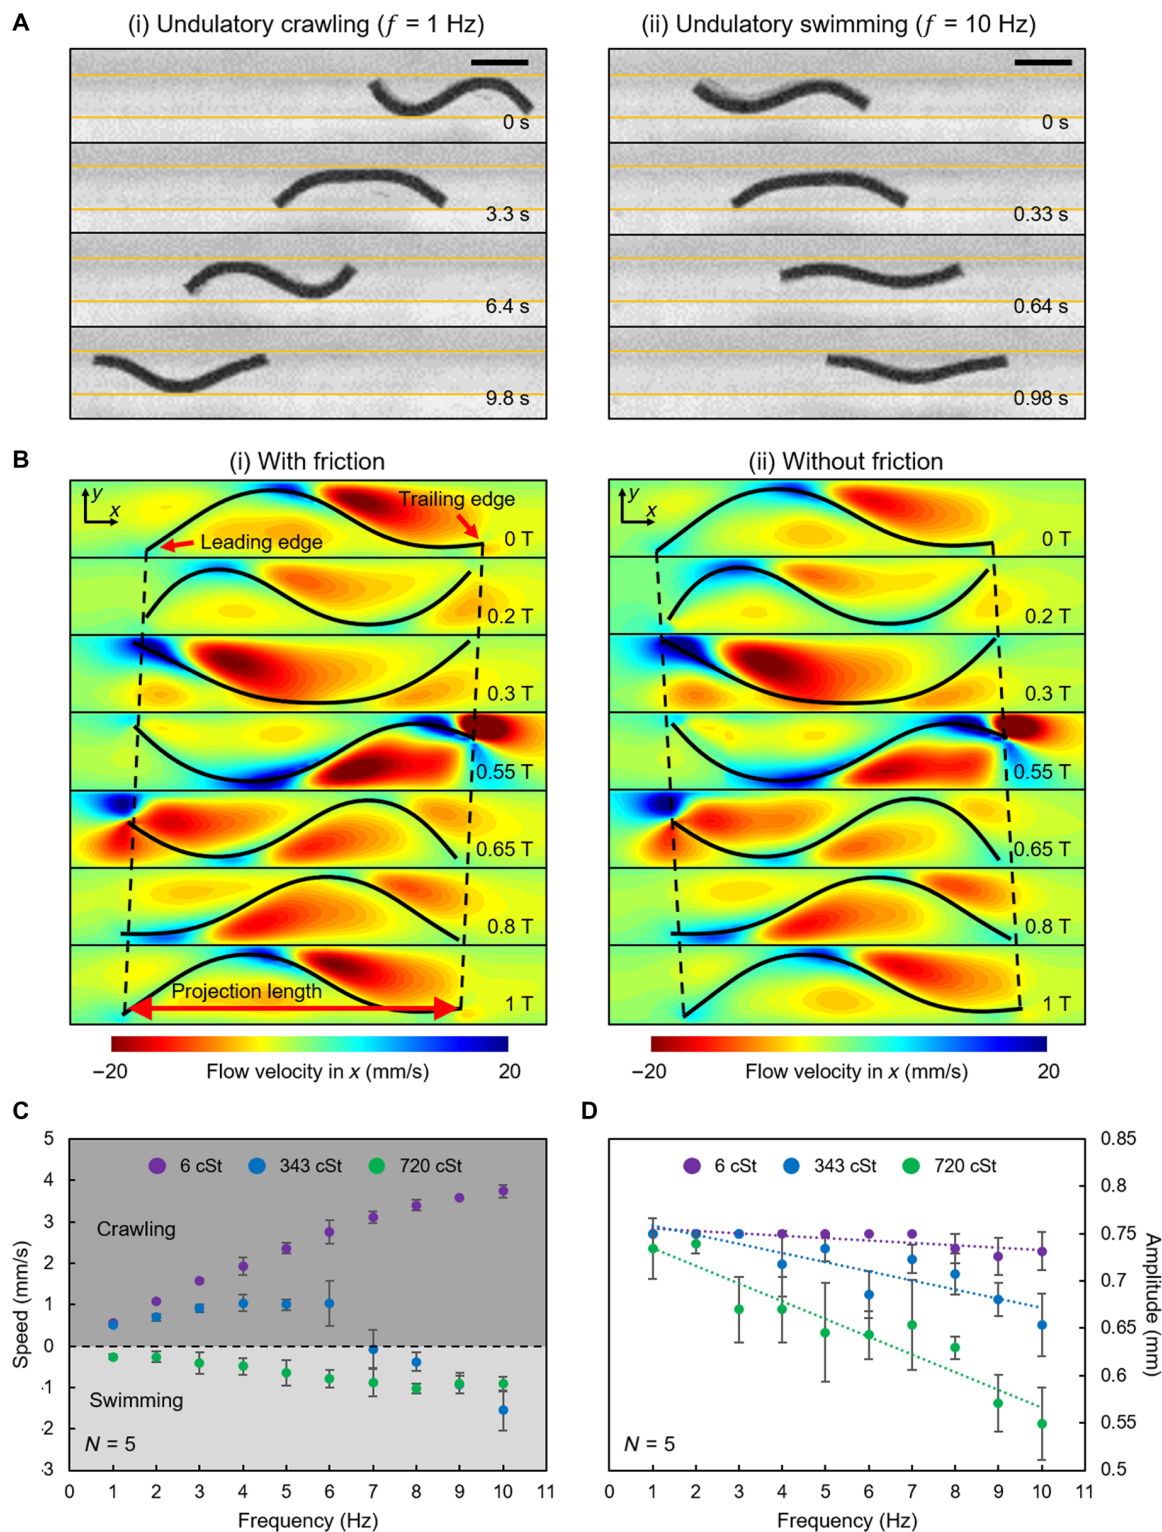 A
(i) Undulatory crawling (f = 1 Hz)
(ii) Undulatory swimming (f = 10 Hz)
0 s
0 s
3.3 s
0.33 s
6.4 s
0.64 s
9.8 s
0.98 s
B
(i) With friction
(ii) Without friction
y
x
Trailing edge
Leading edge
0 T
0.2 T
0.3 T
0.55 T
0.65 T
0.8 T
Projection length
1 T
y
x
0 T
0.2 T
0.3 T
0.55 T
0.65 T
0.8 T
1 T
−20 Flow velocity in x (mm/s) 20
−20 Flow velocity in x (mm/s) 20
C
5
4
3
2
1
0
-1
-2
-3
Speed (mm/s)
6 cSt 343 cSt 720 cSt
Crawling
Swimming
N = 5
0 1 2 3 4 5 6 7 8 9 10 11
Frequency (Hz)
D
6 cSt 343 cSt 720 cSt
0.85
0.8
0.75
0.7
0.65
0.6
0.55
0.5
Amplitude (mm)
N = 5
0 1 2 3 4 5 6 7 8 9 10 11
Frequency (Hz)